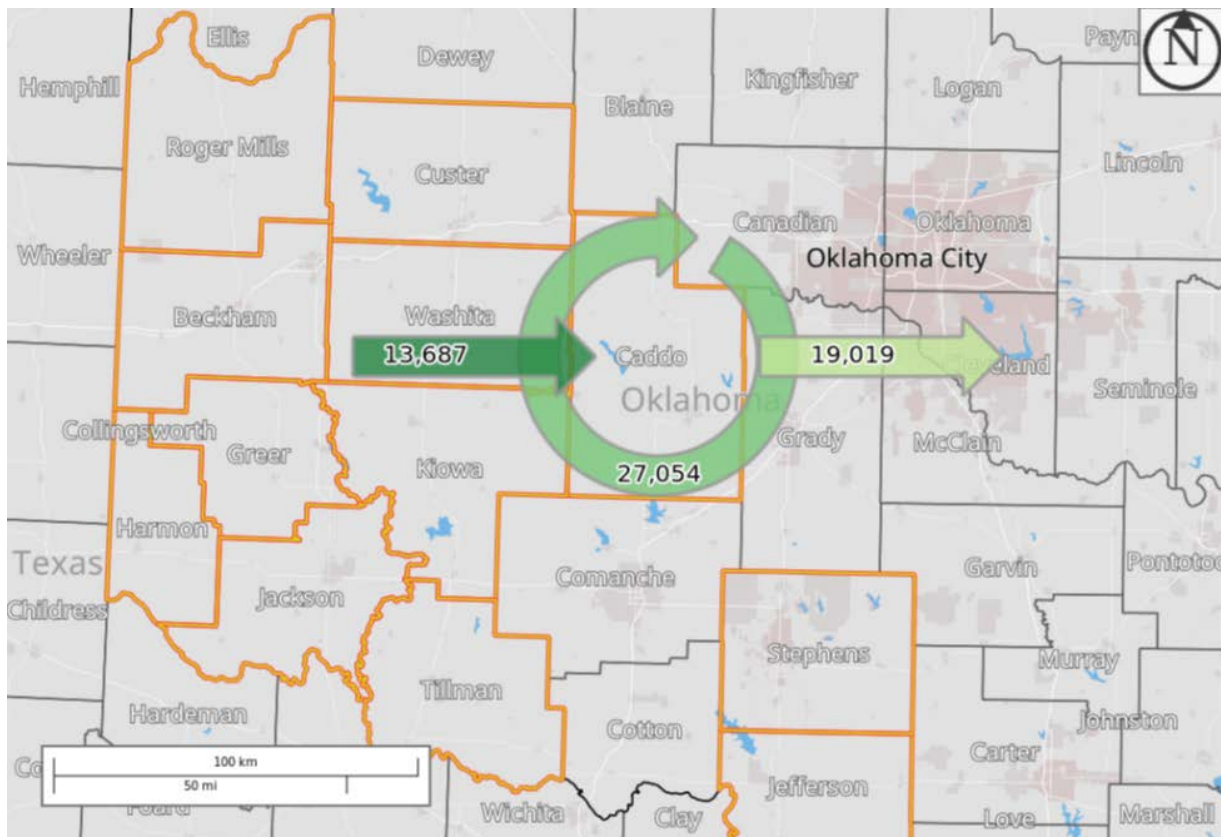 Ellis
Dewey
Payn
N
Hemphill
Kingfisher
Logan
Blaine
Roger Mills
Lincoln
Custer
Canadian
Oklahoma
Wheeler
Oklahoma City
Beckham
Washita
13,687
Caddo
19,019
Cleveland
Oklahoma
Seminole
Collingsworth
Greer
Kiowa
27,054
Grady
McClain
Harmon
Texas
Comanche
Garvin
Pontotoc
Childress
Jackson
Stephens
Murray
Tillman
Hardeman
Cotton
Johnston
Carter
Co
100 km
50 mi
Jefferson
Foard
Wichita
Clay
Love
Marshall